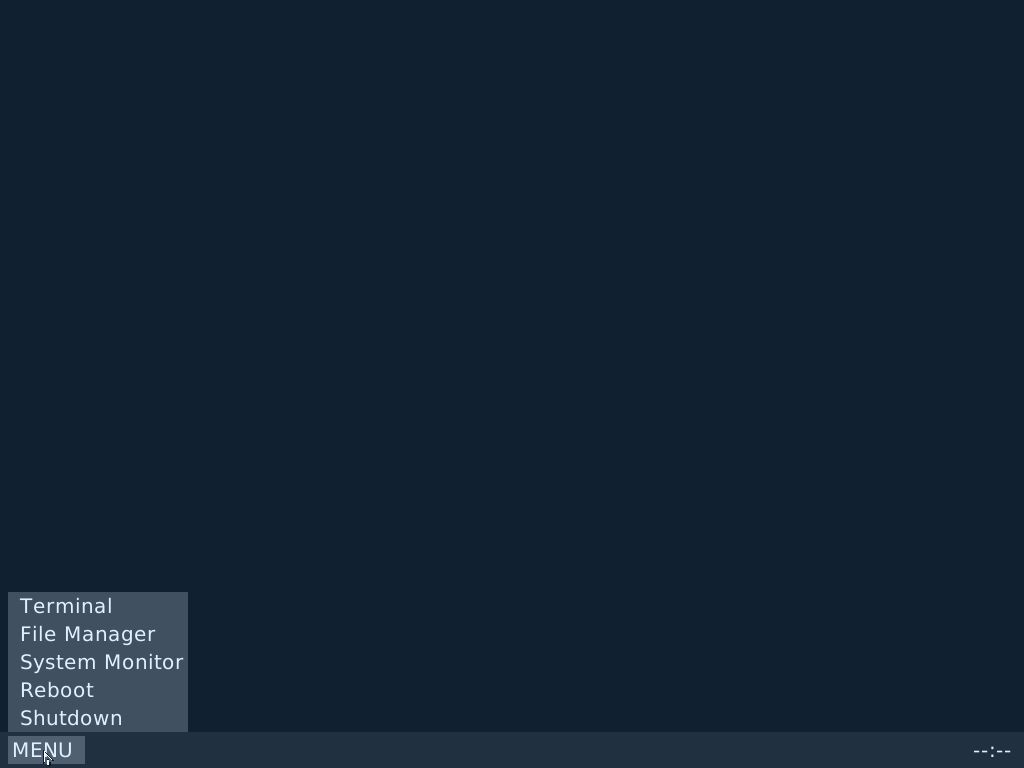 Terminal
File Manager
System Monitor
Reboot
Shutdown
MENU
--:--